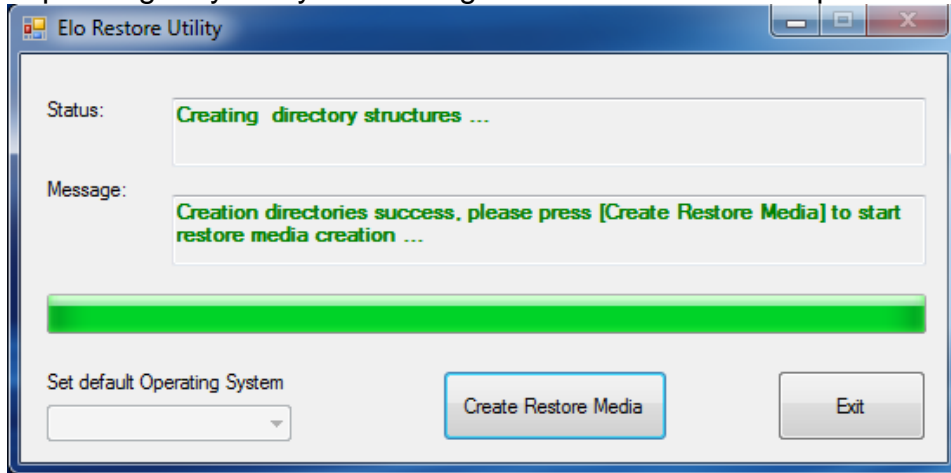 Elo Restore Utility
Status:
Creating directory structures ...
Message:
Creation directories success, please press [Create Restore Media] to start
restore media creation ...
Set default Operating System
Create Restore Media
Exit